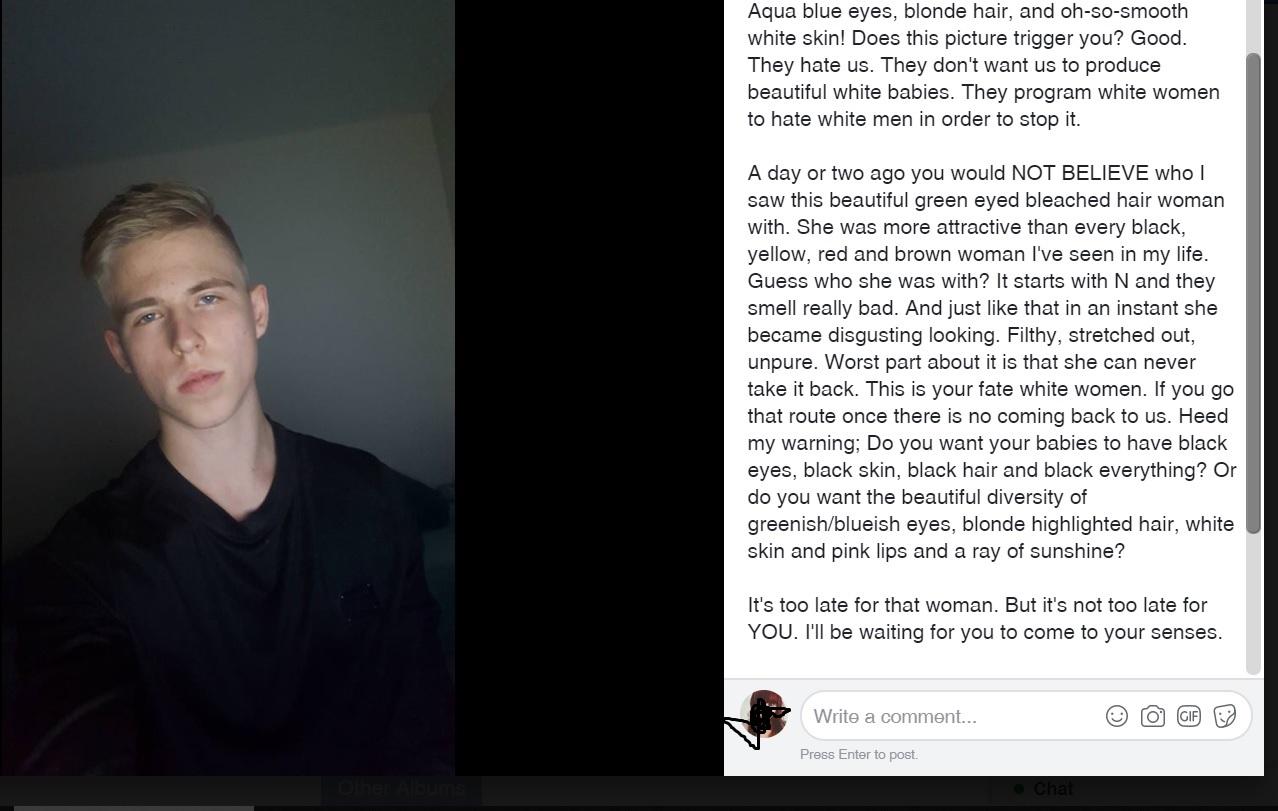 Aqua blue eyes, blonde hair, and oh-so-smooth
white skin! Does this picture trigger you? Good.
They hate us. They don't want us to produce
beautiful white babies. They program white women
to hate white men in order to stop it.
A day or two ago you would NOT BELIEVE who I
saw this beautiful green eyed bleached hair woman
with. She was more attractive than every black,
yellow, red and brown woman I've seen in my life.
Guess who she was with? It starts with N and they
smell really bad. And just like that in an instant she
became disgusting looking. Filthy, stretched out,
unpure. Worst part about it is that she can never
take it back. This is your fate white women. If you go
that route once there is no coming back to us. Heed
my warning; Do you want your babies to have black
eyes, black skin, black hair and black everything? Or
do you want the beautiful diversity of
greenish/blueish eyes, blonde highlighted hair, white
skin and pink lips and a ray of sunshine?
It's too late for that woman. But it's not too late for
YOU. I'll be waiting for you to come to your senses.
Write a comment...
GIF
Press Enter to post.
Other Albums
Chat